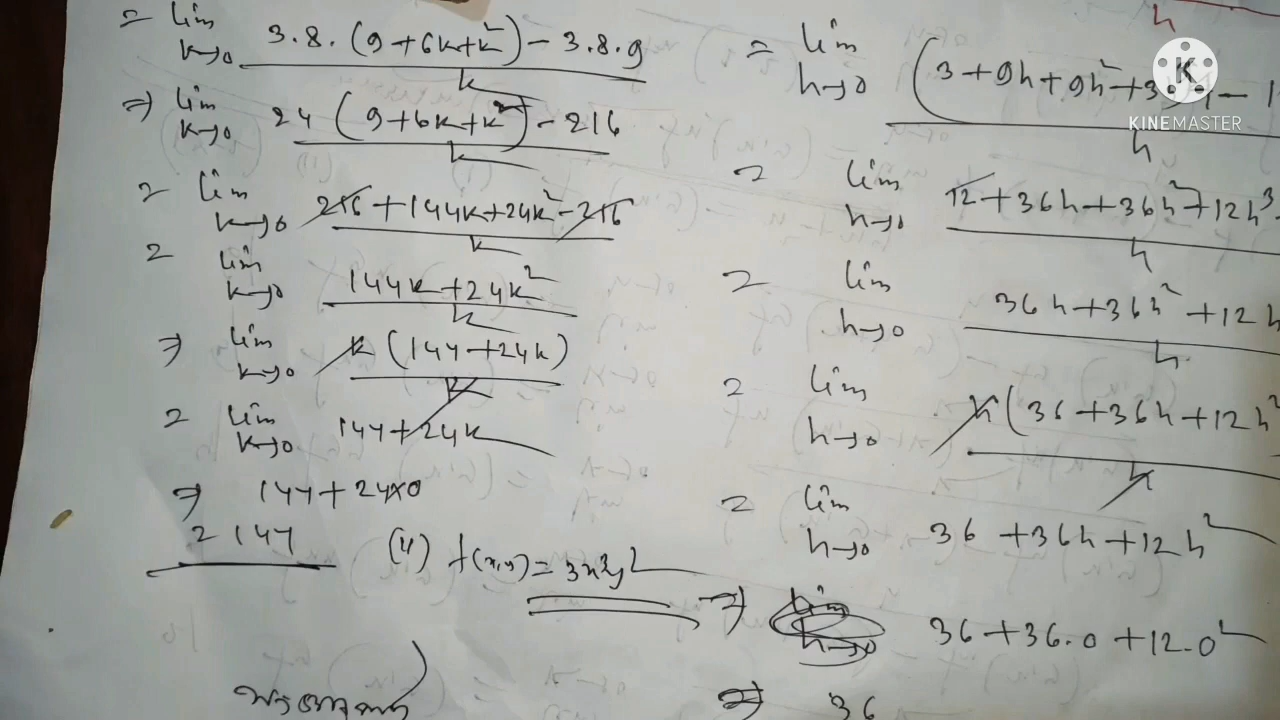 = lim k→0 3.8.(9+6k+k²)-3.8.9 / k
⇒ lim k→0 24(9+6k+k²)-216 / k
= lim k→0 216+144k+24k²-216 / k
= lim k→0 144k+24k² / k
⇒ lim k→0 k(144+24k) / k
= lim k→0 144+24k
⇒ 144+24×0
= 144
(4) f(x,y)=3x³y²
= lim h→0 (3+9h+9h²+3
KINEMASTER
= lim h→0 12+36h+36h²+12h³
= lim h→0 36h+36h²+12h / h
= lim h→0 h(36+36h+12h² / h
= lim h→0 36+36h+12h²
⇒ 36+36.0+12.0²
⇒ 36